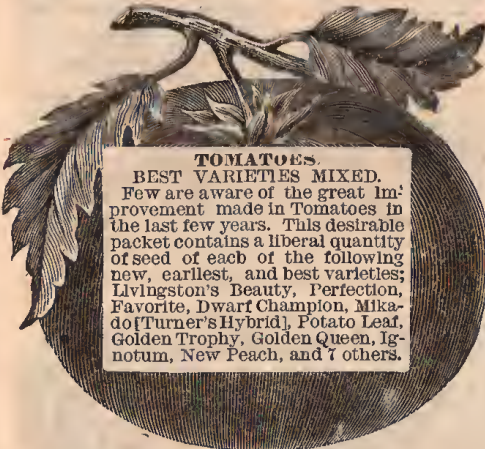 TOMATOES.
BEST VARIETIES MIXED.
Few are aware of the great Im-
provement made in Tomatoes in
the last few years. This desirable
packet contains a liberal quantity
of seed of each of the following
new, earliest, and best varieties;
Livingston's Beauty, Perfection,
Favorite, Dwarf Champion, Mika-
do [Turner's Hybrid], Potato Leaf,
Golden Trophy, Golden Queen, Ig-
notum, New Peach, and 7 others.